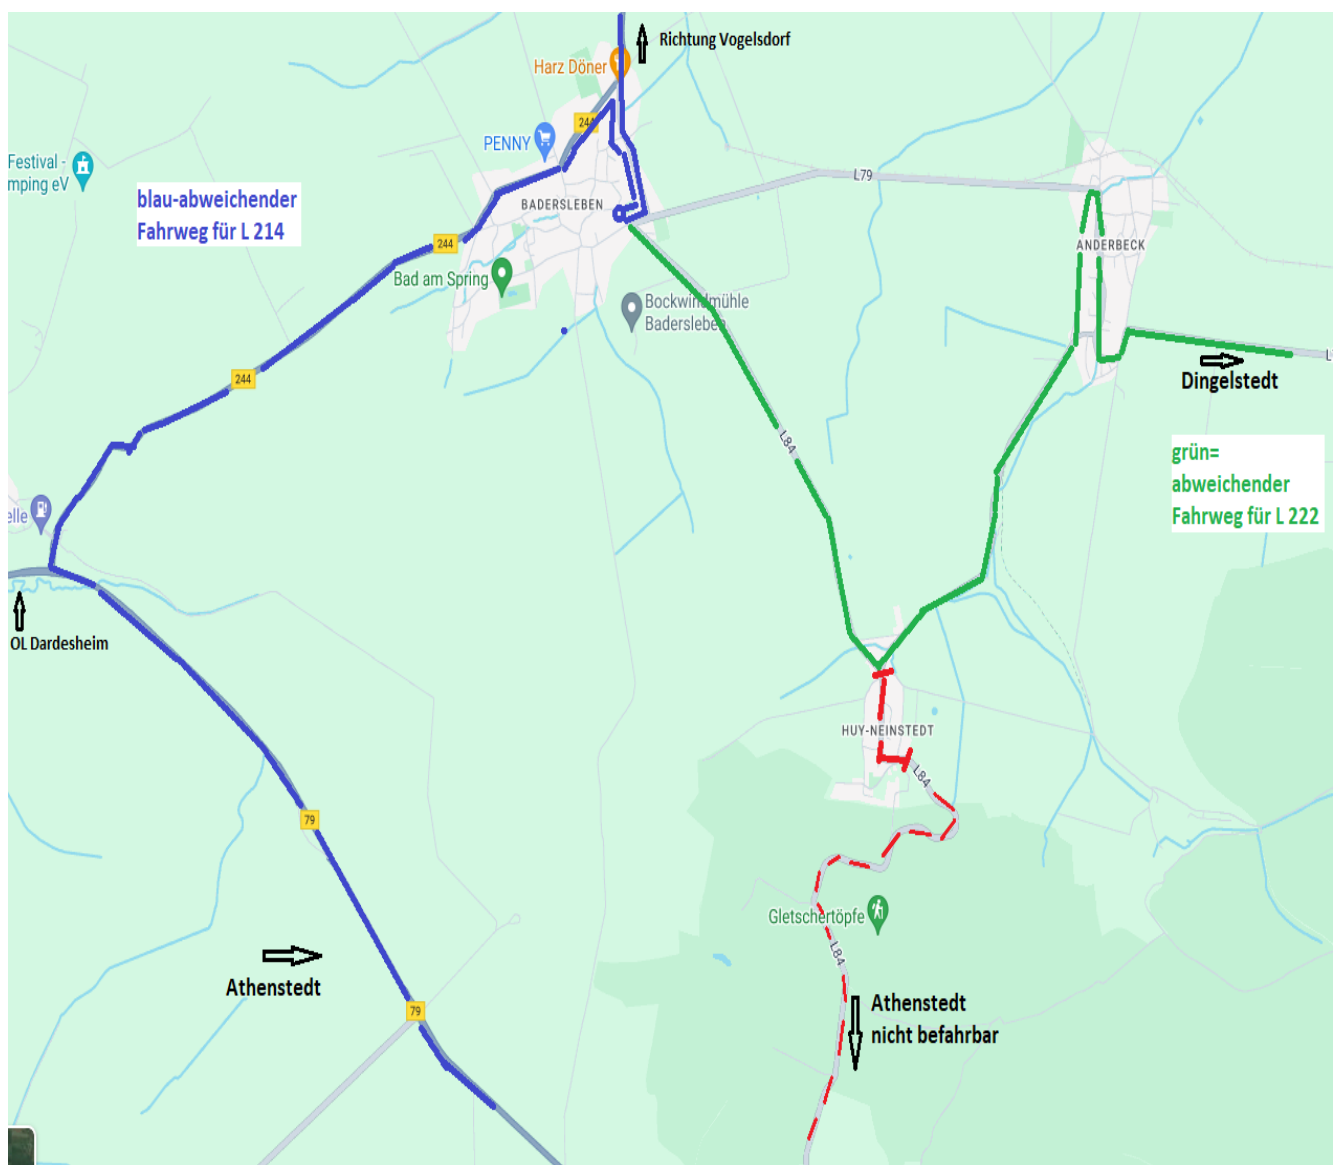 Richtung Vogelsdorf
Harz Döner
244
PENNY
Festival -
mping eV
L79
blau-abweichender
Fahrweg für L 214
BADERSLEBEN
244
ANDERBECK
Bad am Spring
Bockwindmühle
Badersleben
244
Dingelstedt
L84
grün=
abweichender
Fahrweg für L 222
elle
OL Dardesheim
HUY-NEINSTEDT
L84
79
Gletschertöpfe
L84
Athenstedt
79
Athenstedt
nicht befahrbar